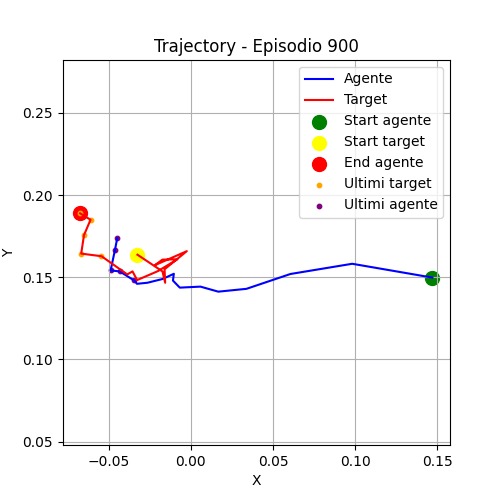 Trajectory - Episodio 900
Agente
Target
Start agente
Start target
End agente
Ultimi target
Ultimi agente
0.25
0.20
0.15
0.10
0.05
Y
−0.05
0.00
0.05
0.10
0.15
X